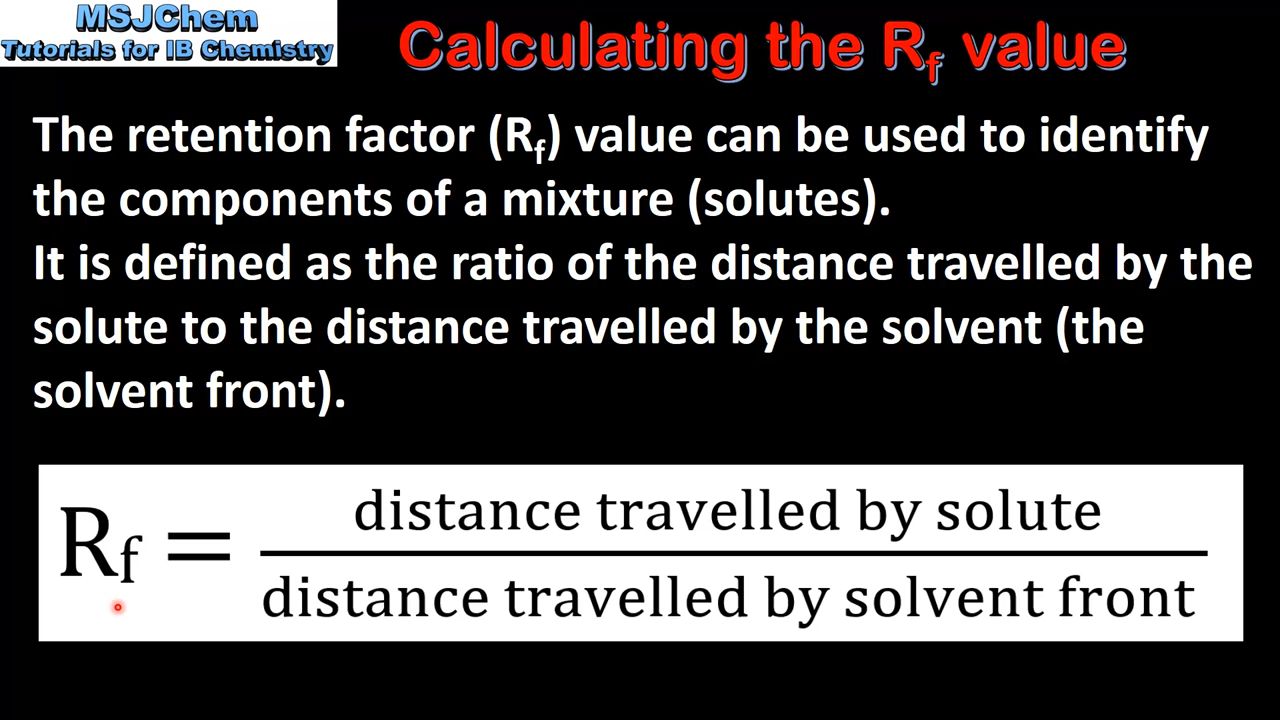 MSJChem
Tutorials for IB Chemistry
Calculating the Rf value
The retention factor (Rf) value can be used to identify
the components of a mixture (solutes).
It is defined as the ratio of the distance travelled by the
solute to the distance travelled by the solvent (the
solvent front).
Rf = distance travelled by solute
distance travelled by solvent front